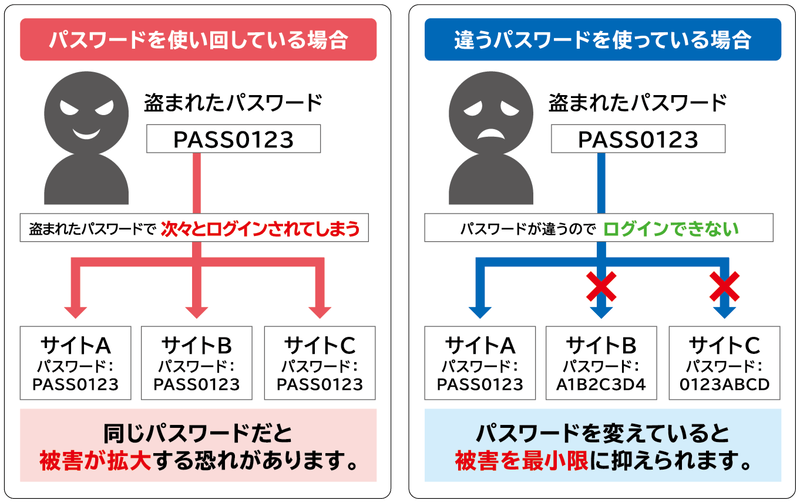 パスワードを使い回している場合
盗まれたパスワード
PASS0123
盗まれたパスワードで 次々とログインされてしまう
サイトA
パスワード：
PASS0123
サイトB
パスワード：
PASS0123
サイトC
パスワード：
PASS0123
同じパスワードだと
被害が拡大する恐れがあります。
違うパスワードを使っている場合
盗まれたパスワード
PASS0123
パスワードが違うので ログインできない
サイトA
パスワード：
PASS0123
サイトB
パスワード：
A1B2C3D4
サイトC
パスワード：
0123ABCD
パスワードを変えていると
被害を最小限に抑えられます。